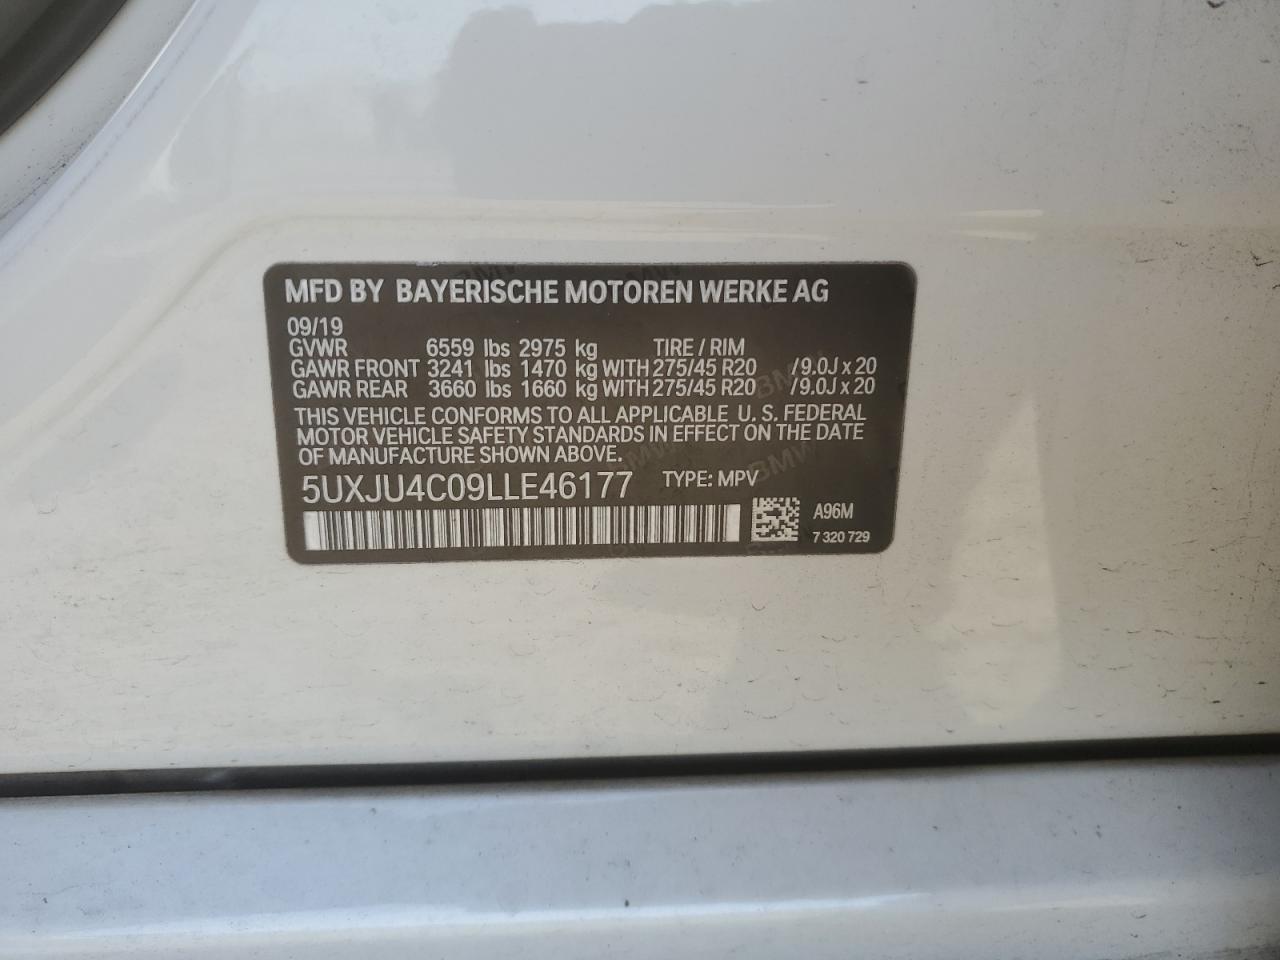 MFD BY BAYERISCHE MOTOREN WERKE AG
09/19
GVWR 6559 lbs 2975 kg TIRE / RIM
GAWR FRONT 3241 lbs 1470 kg WITH 275/45 R20 / 9.0J x 20
GAWR REAR 3660 lbs 1660 kg WITH 275/45 R20 / 9.0J x 20
THIS VEHICLE CONFORMS TO ALL APPLICABLE U. S. FEDERAL
MOTOR VEHICLE SAFETY STANDARDS IN EFFECT ON THE DATE
OF MANUFACTURE SHOWN ABOVE.
5UXJU4C09LLE46177 TYPE: MPV
A96M
7 320 729